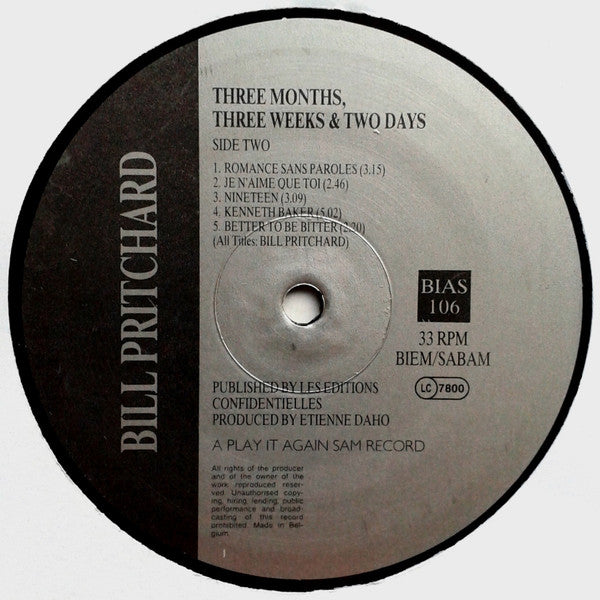 BILL PRITCHARD
THREE MONTHS,
THREE WEEKS & TWO DAYS
SIDE TWO
1. ROMANCE SANS PAROLES (3.15)
2. JE N'AIME QUE TOI (2.46)
3. NINETEEN (3.09)
4. KENNETH BAKER (5.02)
5. BETTER TO BE BITTER (2.20)
(All Titles: BILL PRITCHARD)
BIAS
106
33 RPM
BIEM/SABAM
LC 7800
PUBLISHED BY LES EDITIONS
CONFIDENTIELLES
PRODUCED BY ETIENNE DAHO
A PLAY IT AGAIN SAM RECORD
All rights of the producer
and of the owner of the
work reproduced reser-
ved. Unauthorised copy-
ing, hiring, lending, public
performance and broad-
casting of this record
prohibited. Made in Bel-
gium.